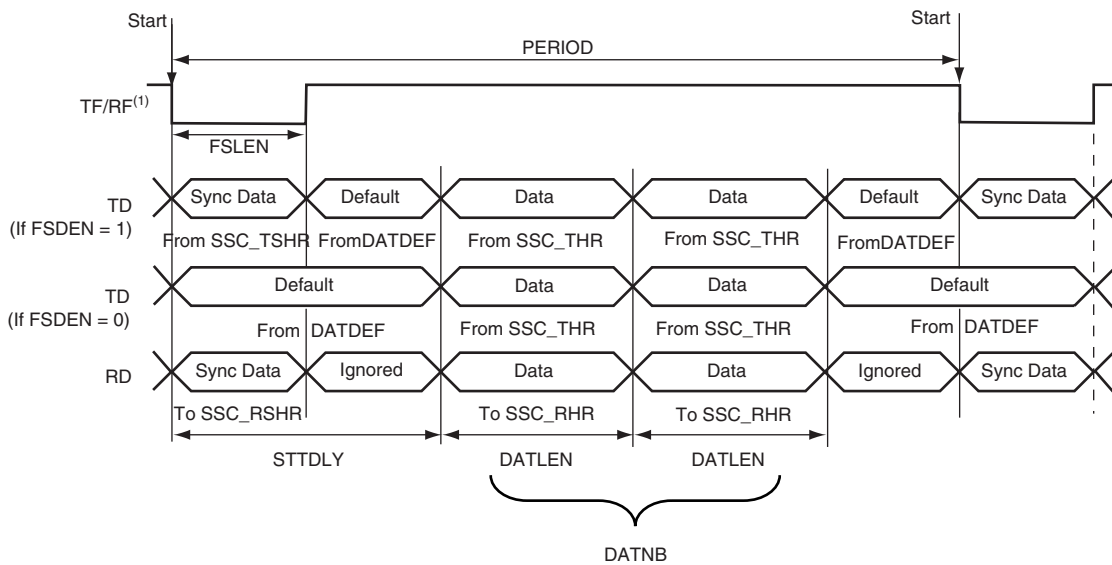 Start
Start
PERIOD
TF/RF(1)
FSLEN
TD
(If FSDEN = 1)
Sync Data
Default
Data
Data
Default
Sync Data
From SSC_TSHR
FromDATDEF
From SSC_THR
From SSC_THR
FromDATDEF
TD
(If FSDEN = 0)
Default
Data
Data
Default
From DATDEF
From SSC_THR
From SSC_THR
From DATDEF
RD
Sync Data
Ignored
Data
Data
Ignored
Sync Data
To SSC_RSHR
To SSC_RHR
To SSC_RHR
STTDLY
DATLEN
DATLEN
DATNB